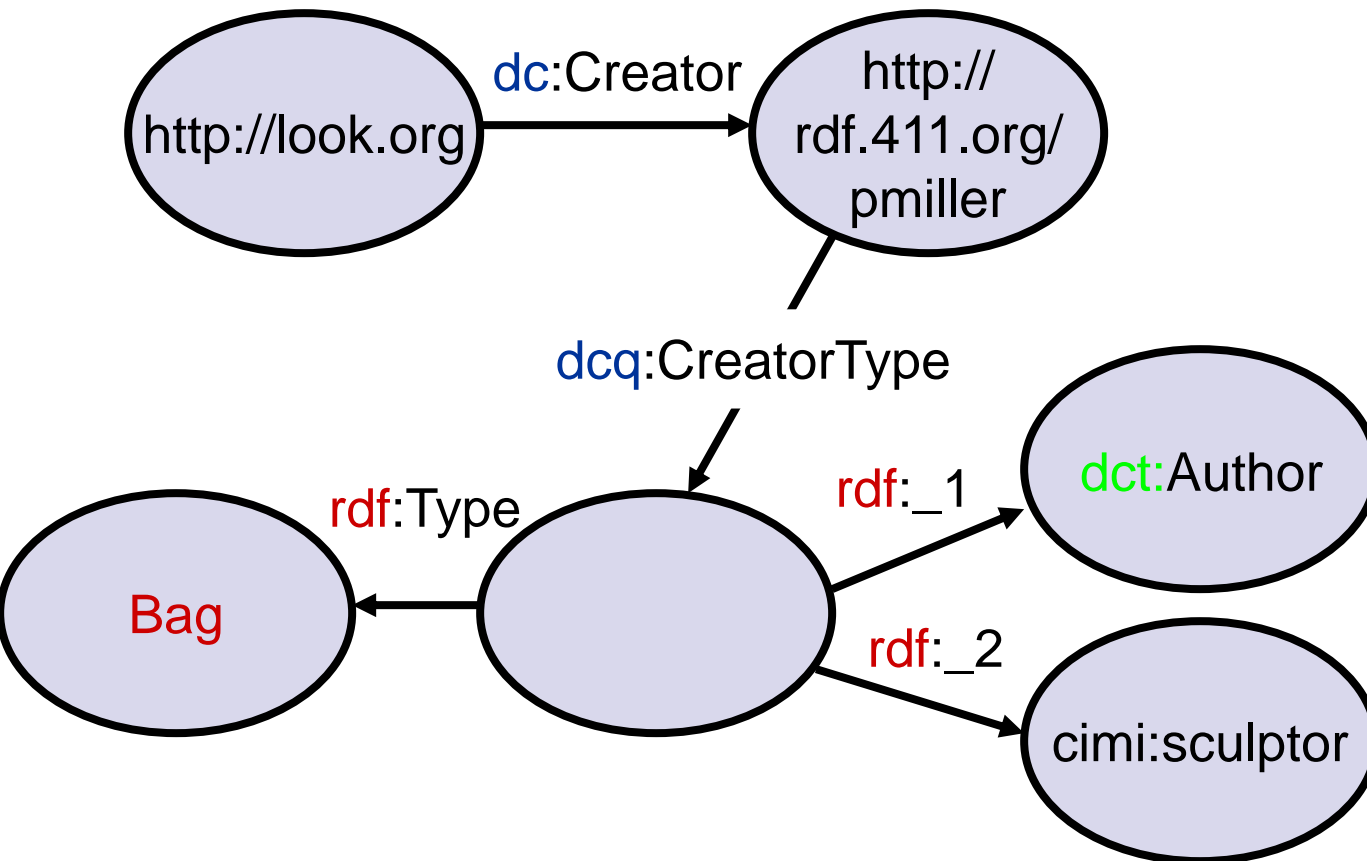 dc:Creator
http://look.org
http://
rdf.411.org/
pmiller
dcq:CreatorType
rdf:Type
rdf:_1
dct:Author
Bag
rdf:_2
cimi:sculptor